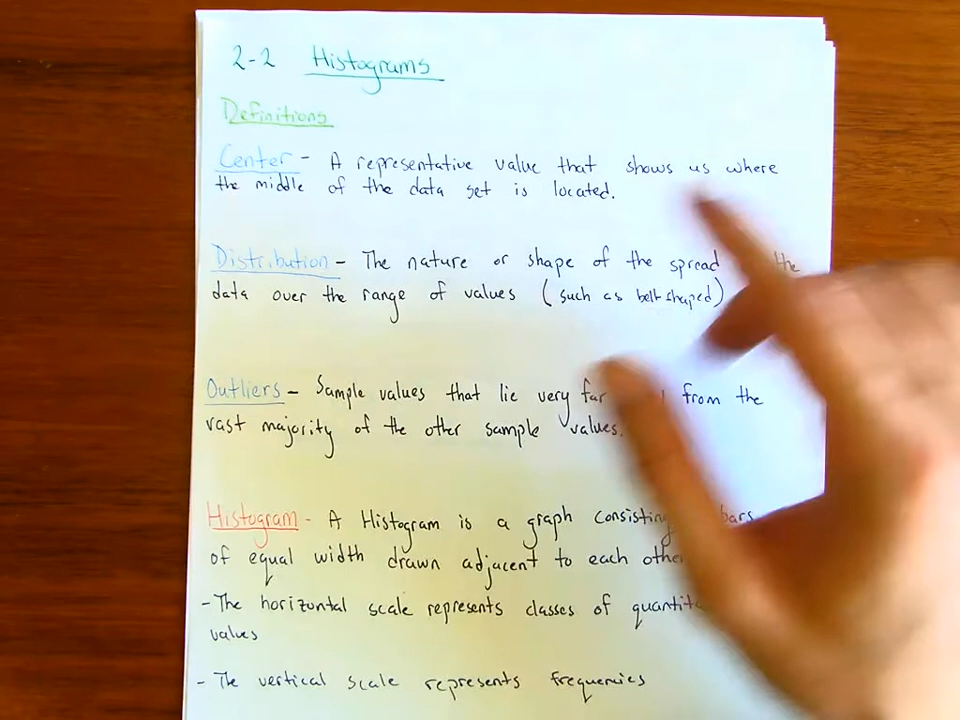 2-2 Histograms
Definitions
Center - A representative value that shows us where
the middle of the data set is located.
Distribution - The nature or shape of the spread the
data over the range of values (such as bell shaped)
Outliers - Sample values that lie very far from the
vast majority of the other sample values.
Histogram - A Histogram is a graph consisting bars
of equal width drawn adjacent to each other
- The horizontal scale represents classes of
values
- The vertical scale represents frequencies